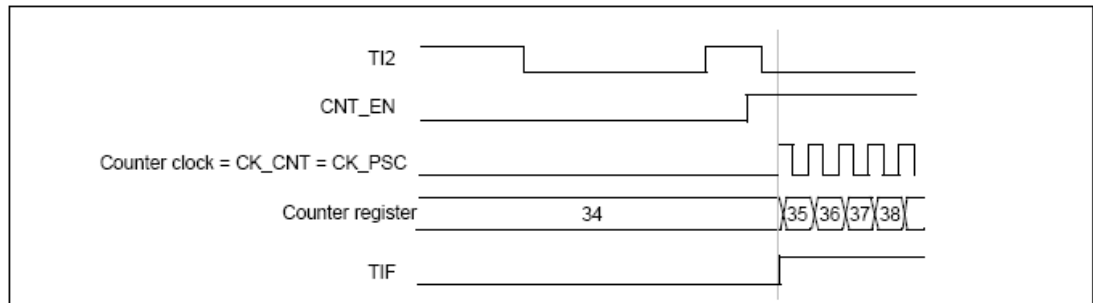 TI2
CNT_EN
Counter clock = CK_CNT = CK_PSC
Counter register 34 35 36 37 38
TIF